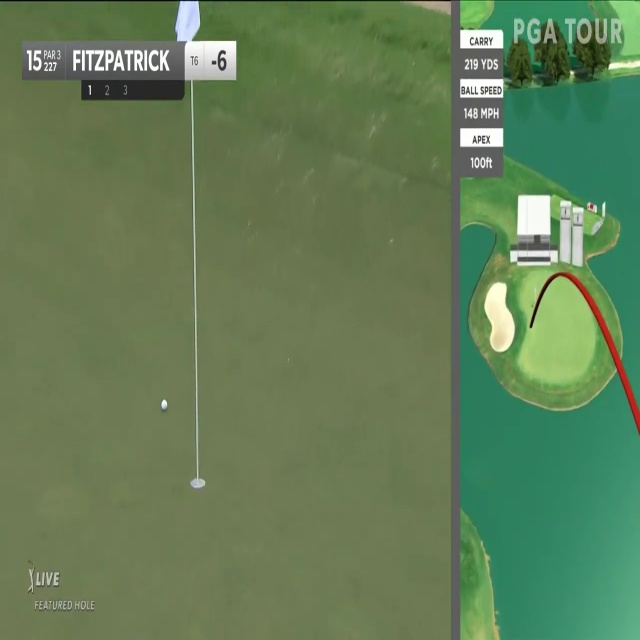 15 PAR 3 227 FITZPATRICK T6 -6
1 2 3
LIVE
FEATURED HOLE
PGA TOUR
CARRY
219 YDS
BALL SPEED
148 MPH
APEX
100ft